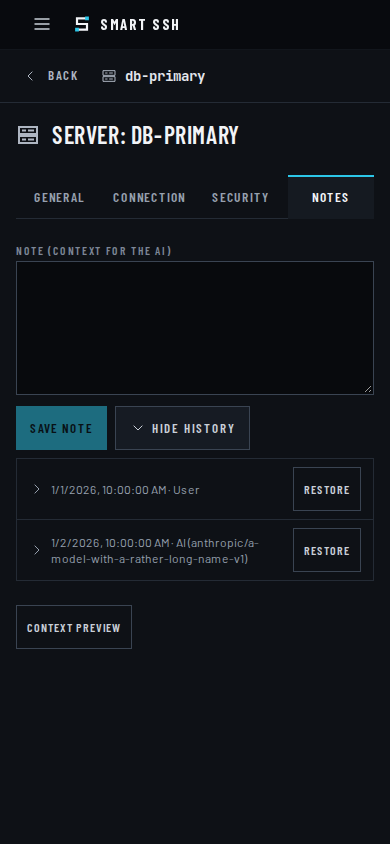 SMART SSH
BACK
db-primary
SERVER: DB-PRIMARY
GENERAL
CONNECTION
SECURITY
NOTES
NOTE (CONTEXT FOR THE AI)
SAVE NOTE
HIDE HISTORY
1/1/2026, 10:00:00 AM · User
RESTORE
1/2/2026, 10:00:00 AM · AI (anthropic/a-
model-with-a-rather-long-name-v1)
RESTORE
CONTEXT PREVIEW